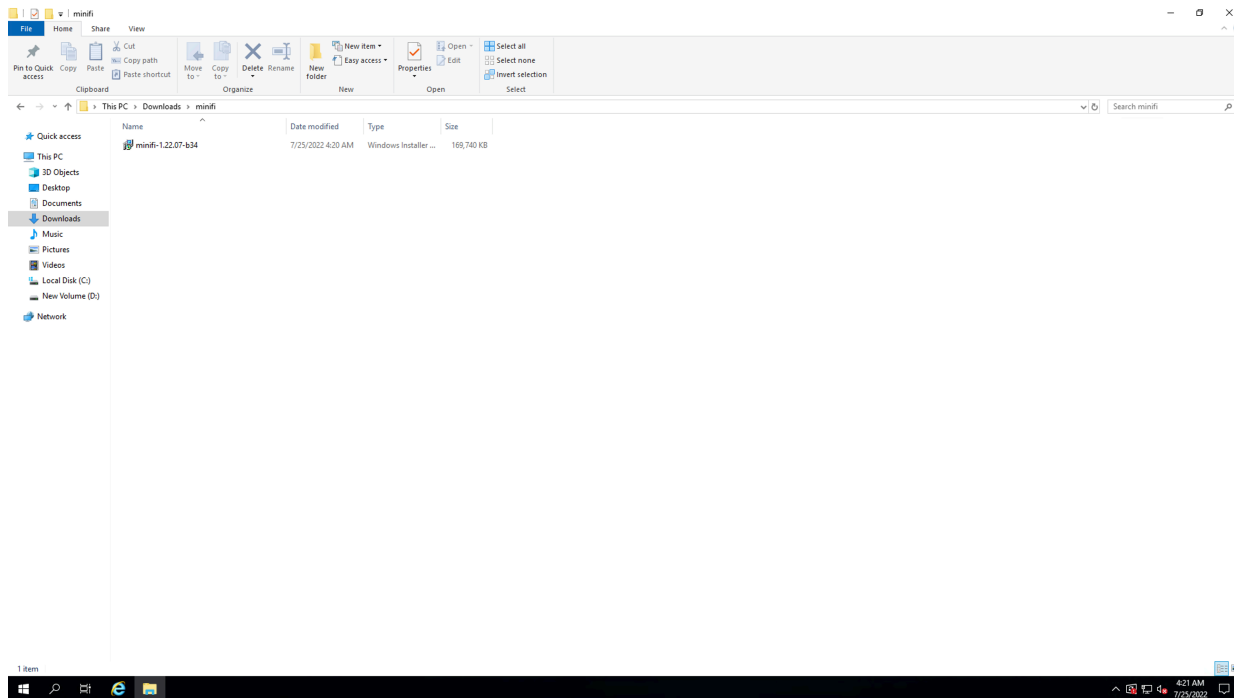 minifi
File Home Share View
Pin to Quick access
Copy
Paste
Cut
Copy path
Paste shortcut
Move to
Copy to
Delete
Rename
New folder
New item
Easy access
Properties
Open
Edit
Select all
Select none
Invert selection
Clipboard Organize New Open Select
This PC > Downloads > minifi
Search minifi
Name Date modified Type Size
minifi-1.22.07-b34 7/25/2022 4:20 AM Windows Installer ... 169,740 KB
Quick access
This PC
3D Objects
Desktop
Documents
Downloads
Music
Pictures
Videos
Local Disk (C:)
New Volume (D:)
Network
1 item
4:21 AM
7/25/2022